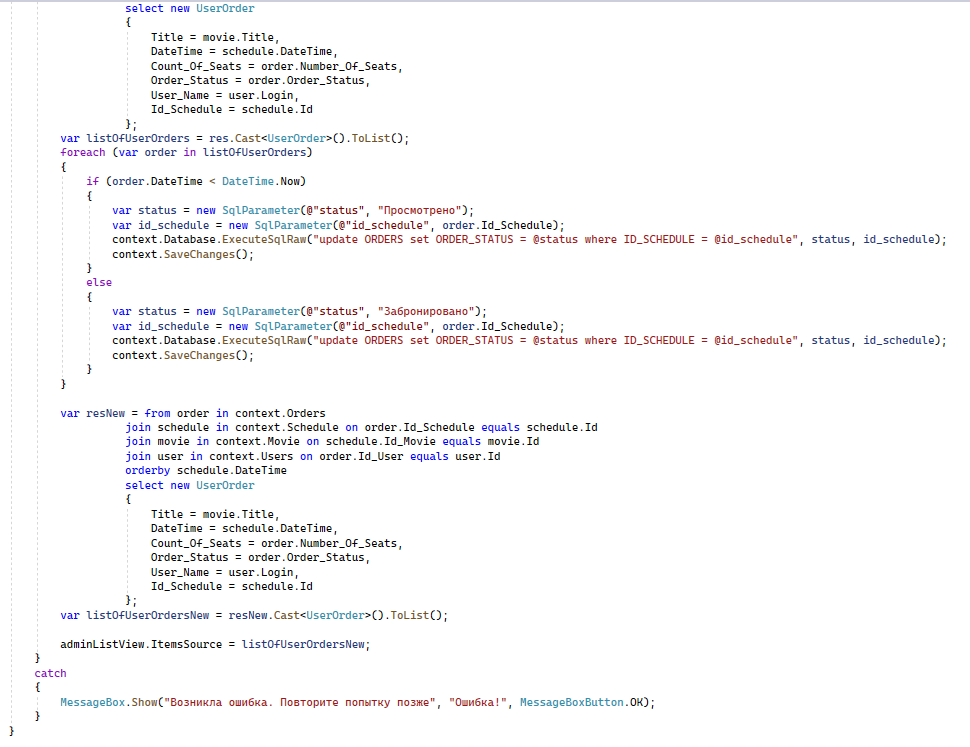 select new UserOrder
{
Title = movie.Title,
DateTime = schedule.DateTime,
Count_Of_Seats = order.Number_Of_Seats,
Order_Status = order.Order_Status,
User_Name = user.Login,
Id_Schedule = schedule.Id
};
var listOfUserOrders = res.Cast<UserOrder>().ToList();
foreach (var order in listOfUserOrders)
{
if (order.DateTime < DateTime.Now)
{
var status = new SqlParameter(@"status", "Просмотрено");
var id_schedule = new SqlParameter(@"id_schedule", order.Id_Schedule);
context.Database.ExecuteSqlRaw("update ORDERS set ORDER_STATUS = @status where ID_SCHEDULE = @id_schedule", status, id_schedule);
context.SaveChanges();
}
else
{
var status = new SqlParameter(@"status", "Забронировано");
var id_schedule = new SqlParameter(@"id_schedule", order.Id_Schedule);
context.Database.ExecuteSqlRaw("update ORDERS set ORDER_STATUS = @status where ID_SCHEDULE = @id_schedule", status, id_schedule);
context.SaveChanges();
}
}
var resNew = from order in context.Orders
join schedule in context.Schedule on order.Id_Schedule equals schedule.Id
join movie in context.Movie on schedule.Id_Movie equals movie.Id
join user in context.Users on order.Id_User equals user.Id
orderby schedule.DateTime
select new UserOrder
{
Title = movie.Title,
DateTime = schedule.DateTime,
Count_Of_Seats = order.Number_Of_Seats,
Order_Status = order.Order_Status,
User_Name = user.Login,
Id_Schedule = schedule.Id
};
var listOfUserOrdersNew = resNew.Cast<UserOrder>().ToList();
adminListView.ItemsSource = listOfUserOrdersNew;
}
catch
{
MessageBox.Show("Возникла ошибка. Повторите попытку позже", "Ошибка!", MessageBoxButton.OK);
}
}